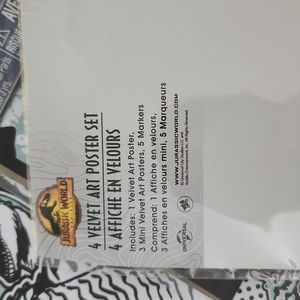 JURASSIC WORLD
4 VELVET ART POSTER SET
4 AFFICHE EN VELOURS
Includes: 1 Velvet Art Poster,
3 Mini Velvet Art Posters, 5 Markers
Comprend: 1 Affiche en velours,
3 Affiches en velours mini, 5 Marqueurs
WWW.JURASSICWORLD.COM
UNIVERSAL